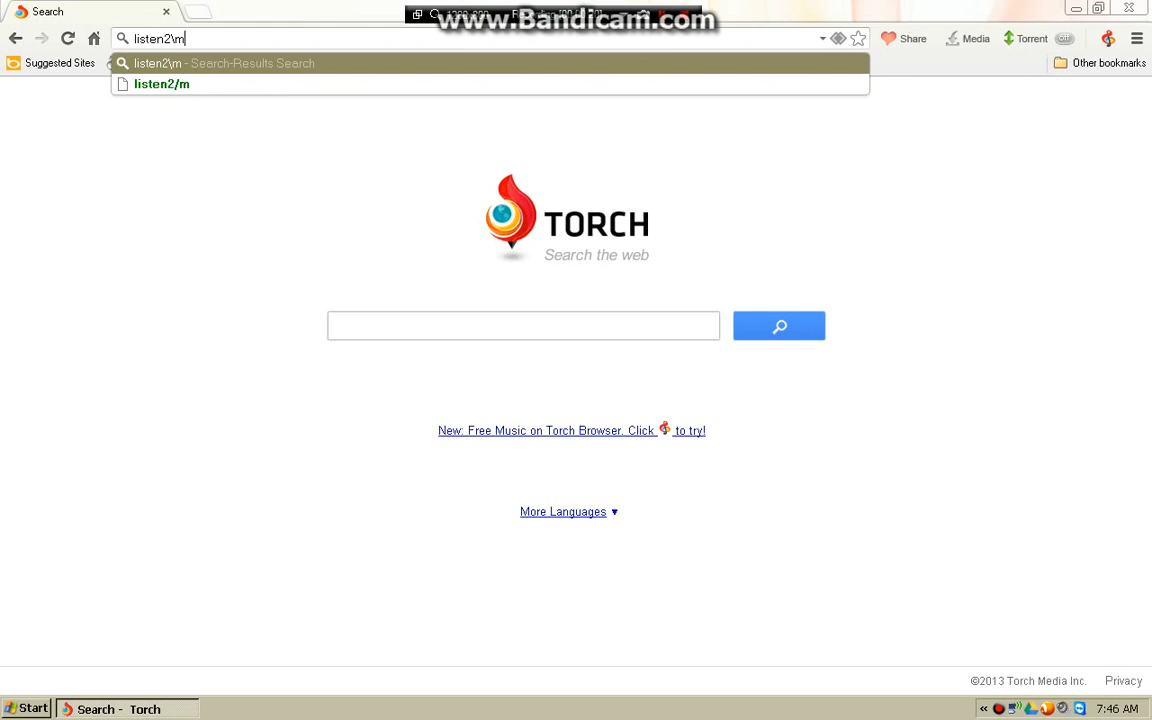 Search
www.Bandicam.com
listen2\m
Share
Media
Torrent
off
Suggested Sites
listen2\m - Search-Results Search
Other bookmarks
listen2/m
TORCH
Search the web
New: Free Music on Torch Browser. Click to try!
More Languages ▼
©2013 Torch Media Inc.
Privacy
Start
Search - Torch
«
7:46 AM